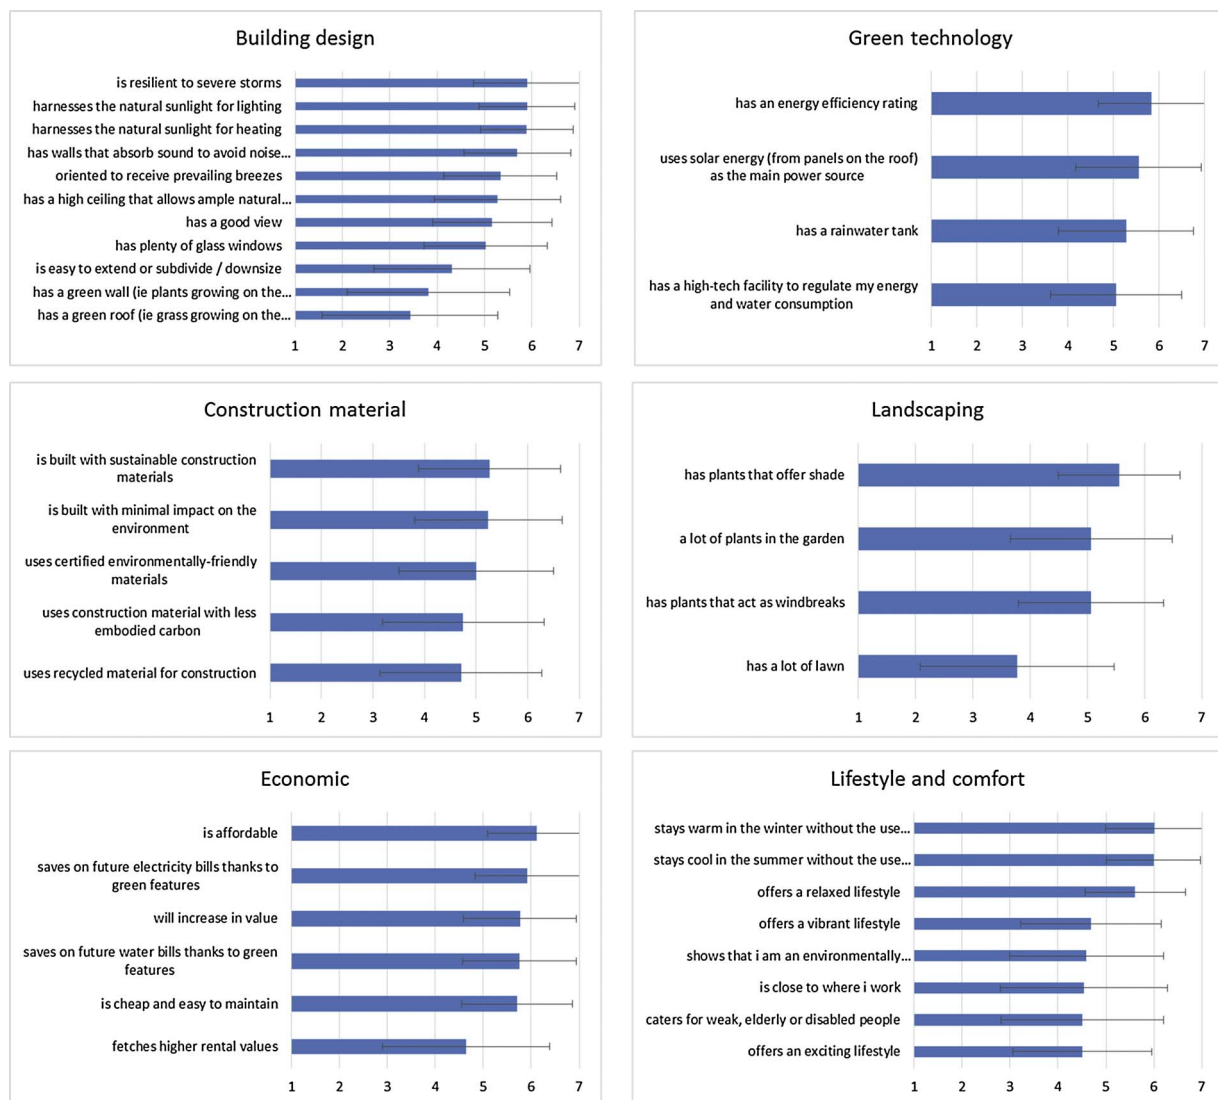 Building design
is resilient to severe storms
harnesses the natural sunlight for lighting
harnesses the natural sunlight for heating
has walls that absorb sound to avoid noise...
oriented to receive prevailing breezes
has a high ceiling that allows ample natural...
has a good view
has plenty of glass windows
is easy to extend or subdivide / downsize
has a green wall (ie plants growing on the...
has a green roof (ie grass growing on the...
1 2 3 4 5 6 7
Green technology
has an energy efficiency rating
uses solar energy (from panels on the roof)
as the main power source
has a rainwater tank
has a high-tech facility to regulate my energy
and water consumption
1 2 3 4 5 6 7
Construction material
is built with sustainable construction
materials
is built with minimal impact on the
environment
uses certified environmentally-friendly
materials
uses construction material with less
embodied carbon
uses recycled material for construction
1 2 3 4 5 6 7
Landscaping
has plants that offer shade
a lot of plants in the garden
has plants that act as windbreaks
has a lot of lawn
1 2 3 4 5 6 7
Economic
is affordable
saves on future electricity bills thanks to
green features
will increase in value
saves on future water bills thanks to green
features
is cheap and easy to maintain
fetches higher rental values
1 2 3 4 5 6 7
Lifestyle and comfort
stays warm in the winter without the use...
stays cool in the summer without the use...
offers a relaxed lifestyle
offers a vibrant lifestyle
shows that i am an environmentally...
is close to where i work
caters for weak, elderly or disabled people
offers an exciting lifestyle
1 2 3 4 5 6 7